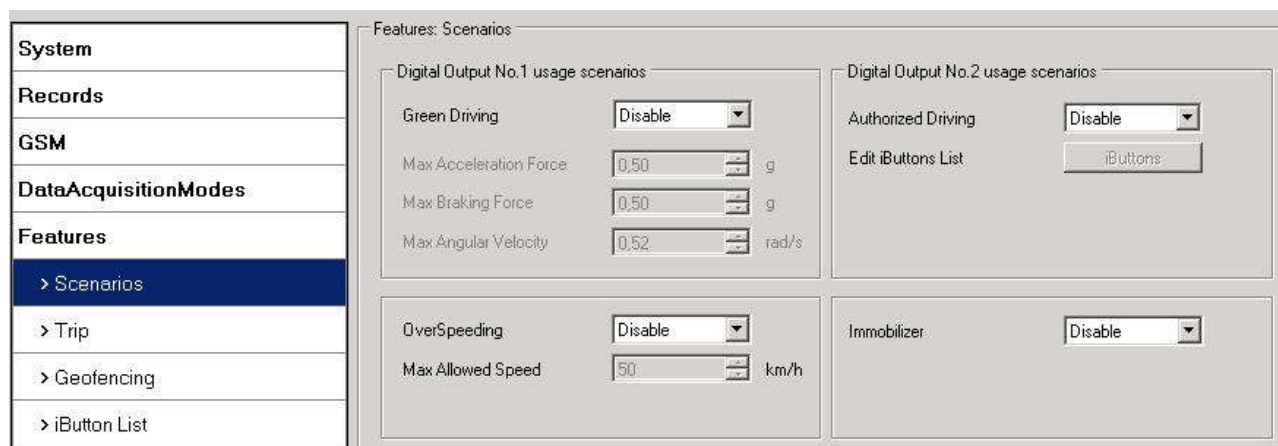 System
Records
GSM
DataAcquisitionModes
Features
> Scenarios
> Trip
> Geofencing
> iButton List
Features: Scenarios
Digital Output No.1 usage scenarios
Green Driving Disable
Max Acceleration Force 0,50 g
Max Braking Force 0,50 g
Max Angular Velocity 0,52 rad/s
Digital Output No.2 usage scenarios
Authorized Driving Disable
Edit iButtons List iButtons
OverSpeeding Disable
Max Allowed Speed 50 km/h
Immobilizer Disable